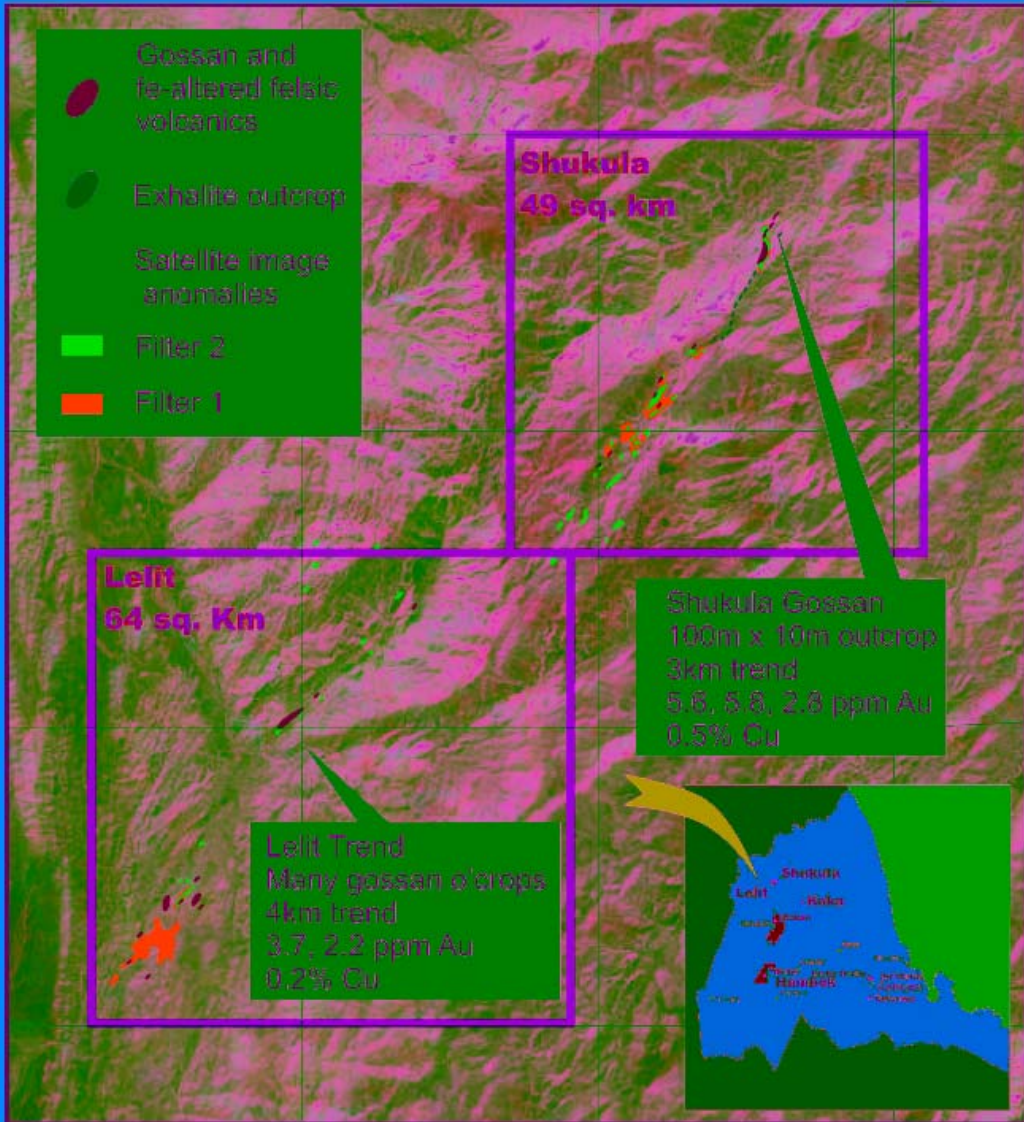 Gossan and
fe-altered felsic
volcanics
Exhalite outcrop
Satellite image
anomalies
Filter 2
Filter 1
Shukula
49 sq. km
Lelit
64 sq. Km
Shukula Gossan
100m x 10m outcrop
3km trend
5.6, 5.8, 2.8 ppm Au
0.5% Cu
Lelit Trend
Many gossan o'crops
4km trend
3.7, 2.2 ppm Au
0.2% Cu
Shukula
Lelit